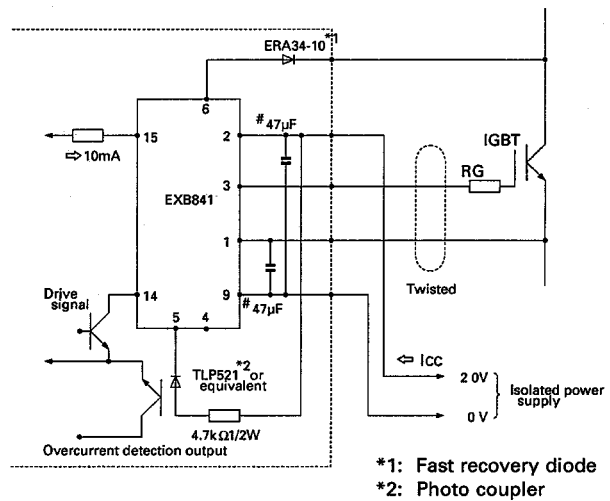 ERA34-10 *1
6
15
⇨ 10mA
2
# 47µF
IGBT
3
RG
EXB841
1
Twisted
Drive signal
14
5
4
9
# 47µF
TLP521 *2 or equivalent
⇦ Icc
20V
Isolated power supply
0V
4.7kΩ1/2W
Overcurrent detection output
*1: Fast recovery diode
*2: Photo coupler